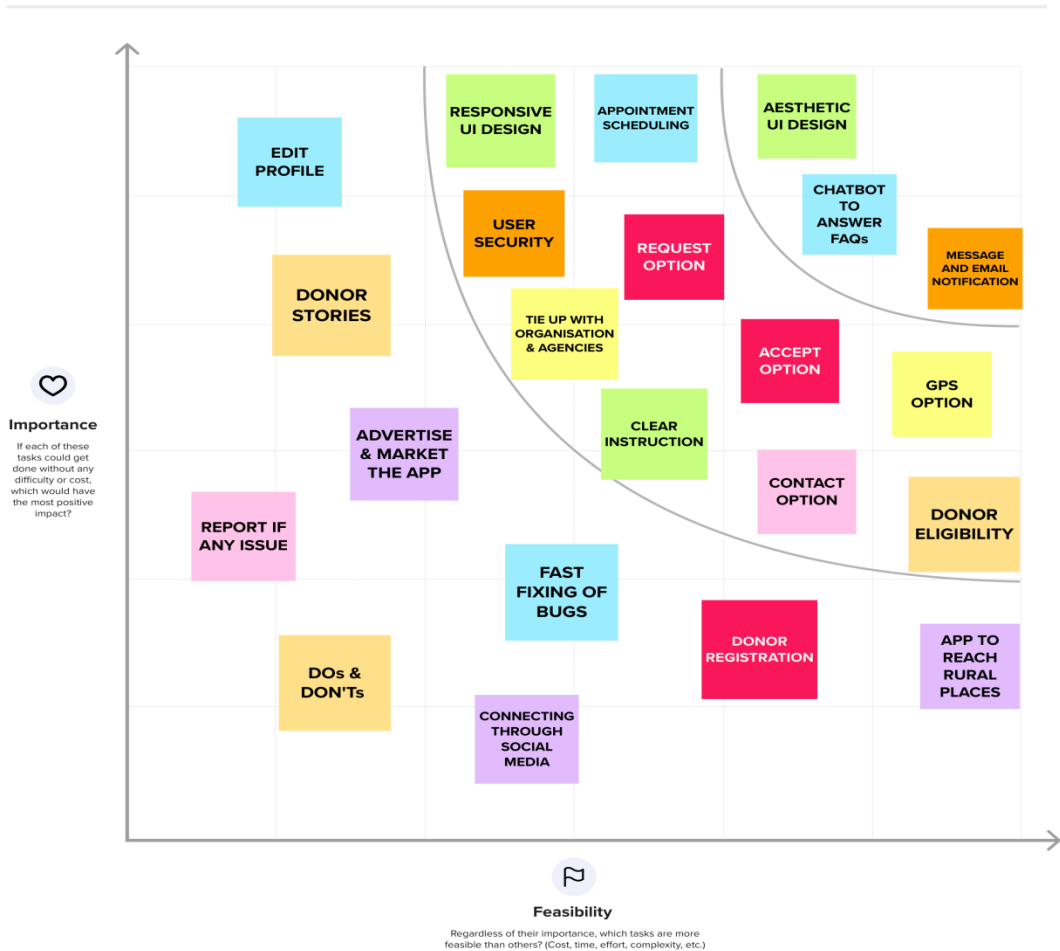 RESPONSIVE
UI DESIGN
APPOINTMENT
SCHEDULING
AESTHETIC
UI DESIGN
EDIT
PROFILE
CHATBOT
TO
ANSWER
FAQs
USER
SECURITY
REQUEST
OPTION
MESSAGE
AND EMAIL
NOTIFICATION
DONOR
STORIES
TIE UP WITH
ORGANISATION
& AGENCIES
ACCEPT
OPTION
GPS
OPTION
Importance
If each of these
tasks could get
done without any
difficulty or cost,
which would have
the most positive
impact?
ADVERTISE
& MARKET
THE APP
CLEAR
INSTRUCTION
CONTACT
OPTION
DONOR
ELIGIBILITY
REPORT IF
ANY ISSUE
FAST
FIXING OF
BUGS
DONOR
REGISTRATION
APP TO
REACH
RURAL
PLACES
DOs &
DON'Ts
CONNECTING
THROUGH
SOCIAL
MEDIA
Feasibility
Regardless of their importance, which tasks are more
feasible than others? (Cost, time, effort, complexity, etc.)